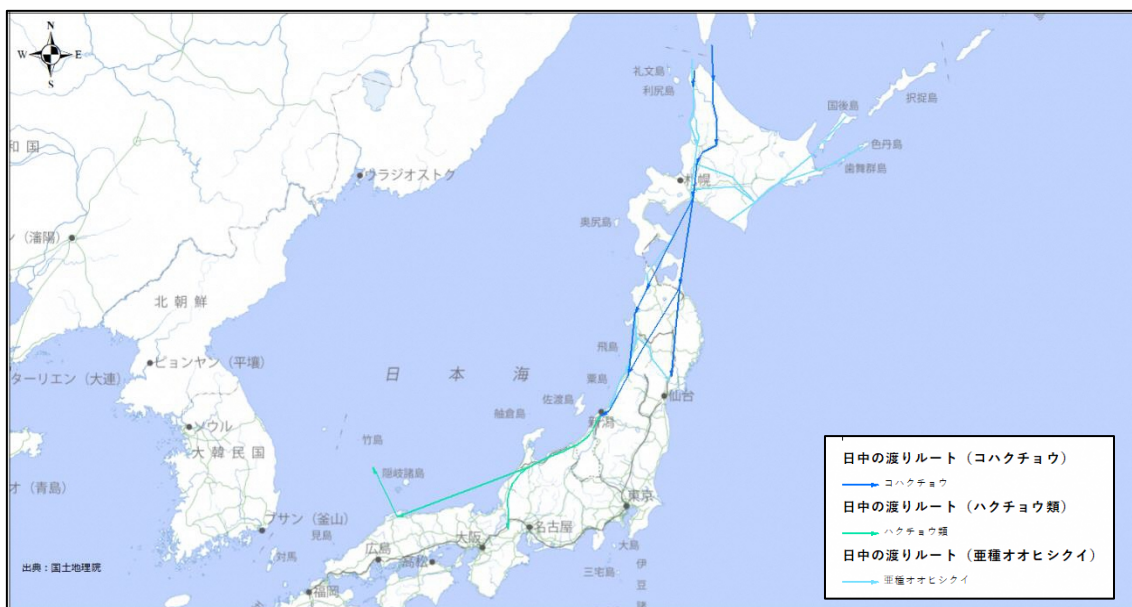 N
W E
S
礼文島
利尻島
国後島
択捉島
色丹島
歯舞群島
和国
ウラジオストク
札幌
奥尻島
ン（瀋陽）
北朝鮮
ピョンヤン（平壌）
ターリエン（大連）
日本海
飛島
粟島
佐渡島
舳倉島
仙台
新潟
ソウル
大韓民国
竹島
隠岐諸島
オ（青島）
プサン（釜山）
見島
対馬
東京
名古屋
大阪
広島
高松
福岡
大島
三宅島
伊
豆
出典：国土地理院
日中の渡りルート（コハクチョウ）
コハクチョウ
日中の渡りルート（ハクチョウ類）
ハクチョウ類
日中の渡りルート（亜種オオヒシクイ）
亜種オオヒシクイ